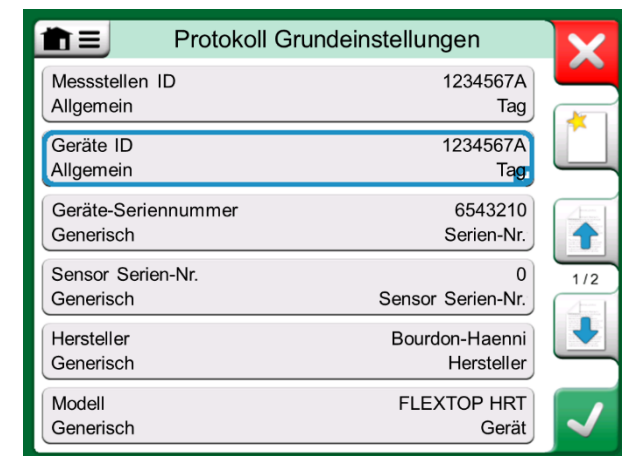 Protokoll Grundeinstellungen
Messstellen ID 1234567A
Allgemein Tag
Geräte ID 1234567A
Allgemein Tag
Geräte-Seriennummer 6543210
Generisch Serien-Nr.
Sensor Serien-Nr. 0
Generisch Sensor Serien-Nr.
1/2
Hersteller Bourdon-Haenni
Generisch Hersteller
Modell FLEXTOP HRT
Generisch Gerät